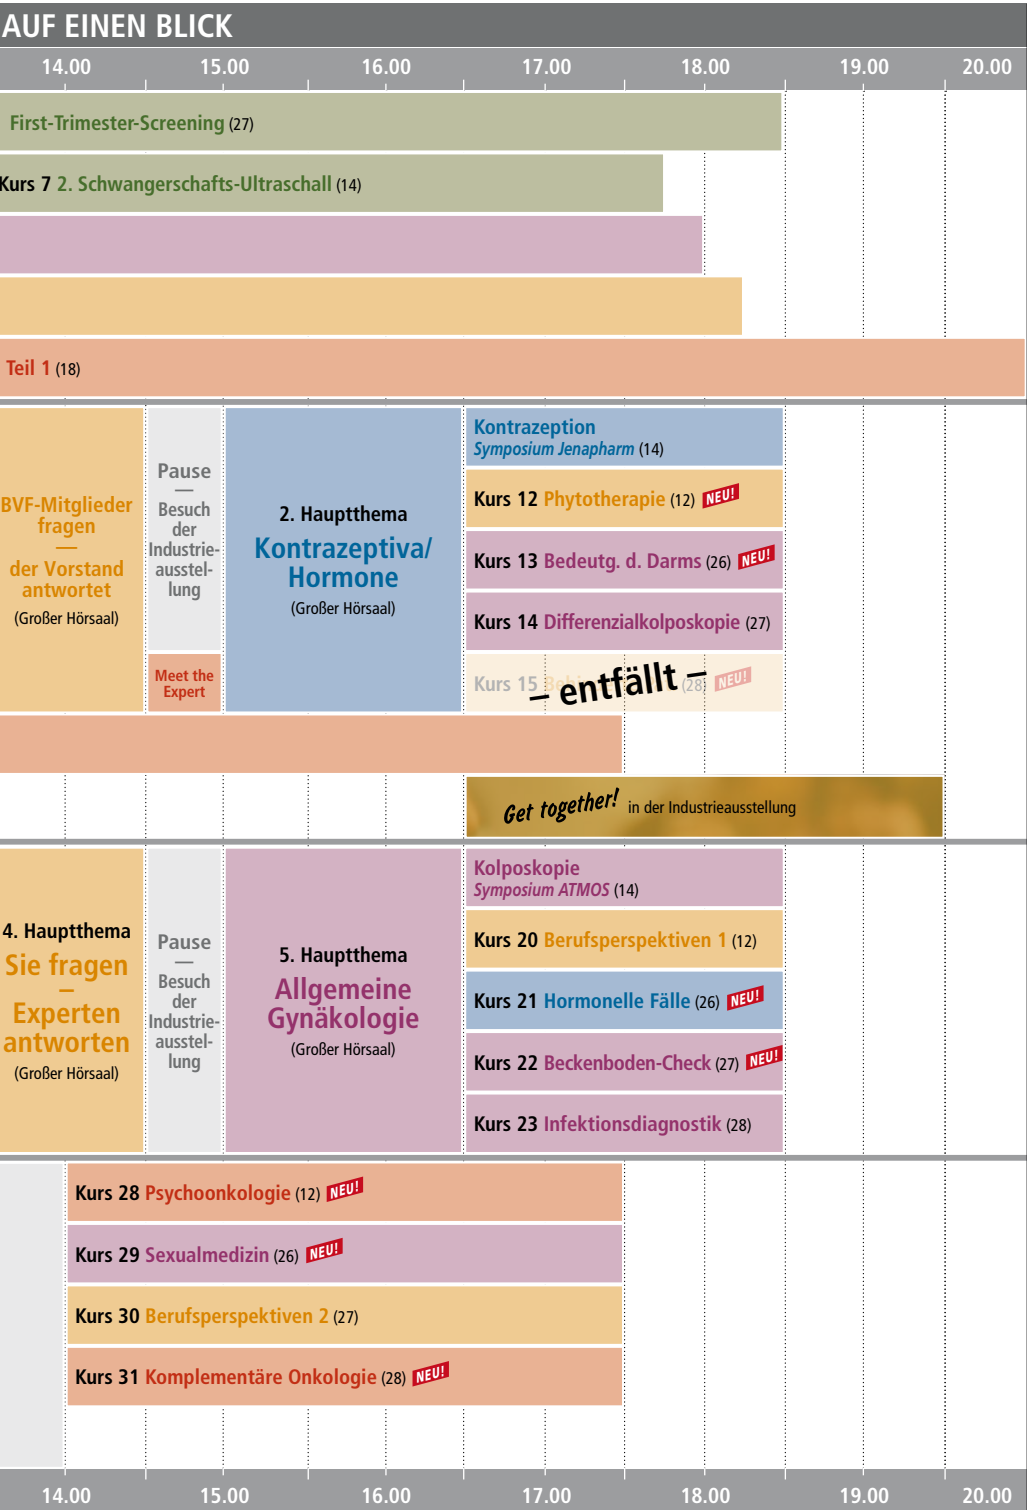 AUF EINEN BLICK
14.00 15.00 16.00 17.00 18.00 19.00 20.00
First-Trimester-Screening (27)
Kurs 7 2. Schwangerschafts-Ultraschall (14)
Teil 1 (18)
BVF-Mitglieder
fragen
—
der Vorstand
antwortet
(Großer Hörsaal)
Pause
—
Besuch
der
Industrie-
ausstel-
lung
Meet the
Expert
2. Hauptthema
Kontrazeptiva/
Hormone
(Großer Hörsaal)
Kontrazeption
Symposium Jenapharm (14)
Kurs 12 Phytotherapie (12) NEU!
Kurs 13 Bedeutg. d. Darms (26) NEU!
Kurs 14 Differenzialkolposkopie (27)
Kurs 15 (28) NEU!
– entfällt –
Get together! in der Industrieausstellung
4. Hauptthema
Sie fragen
–
Experten
antworten
(Großer Hörsaal)
Pause
—
Besuch
der
Industrie-
ausstel-
lung
5. Hauptthema
Allgemeine
Gynäkologie
(Großer Hörsaal)
Kolposkopie
Symposium ATMOS (14)
Kurs 20 Berufsperspektiven 1 (12)
Kurs 21 Hormonelle Fälle (26) NEU!
Kurs 22 Beckenboden-Check (27) NEU!
Kurs 23 Infektionsdiagnostik (28)
Kurs 28 Psychoonkologie (12) NEU!
Kurs 29 Sexualmedizin (26) NEU!
Kurs 30 Berufsperspektiven 2 (27)
Kurs 31 Komplementäre Onkologie (28) NEU!
14.00 15.00 16.00 17.00 18.00 19.00 20.00